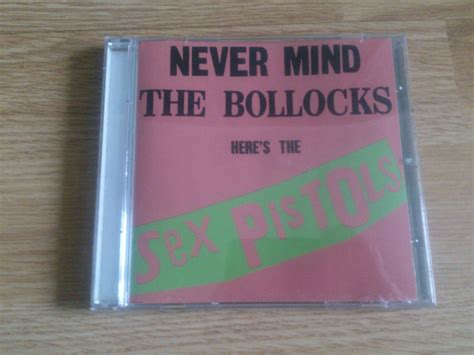 NEVER MIND
THE BOLLOCKS
HERE'S THE
Sex PisTOLs